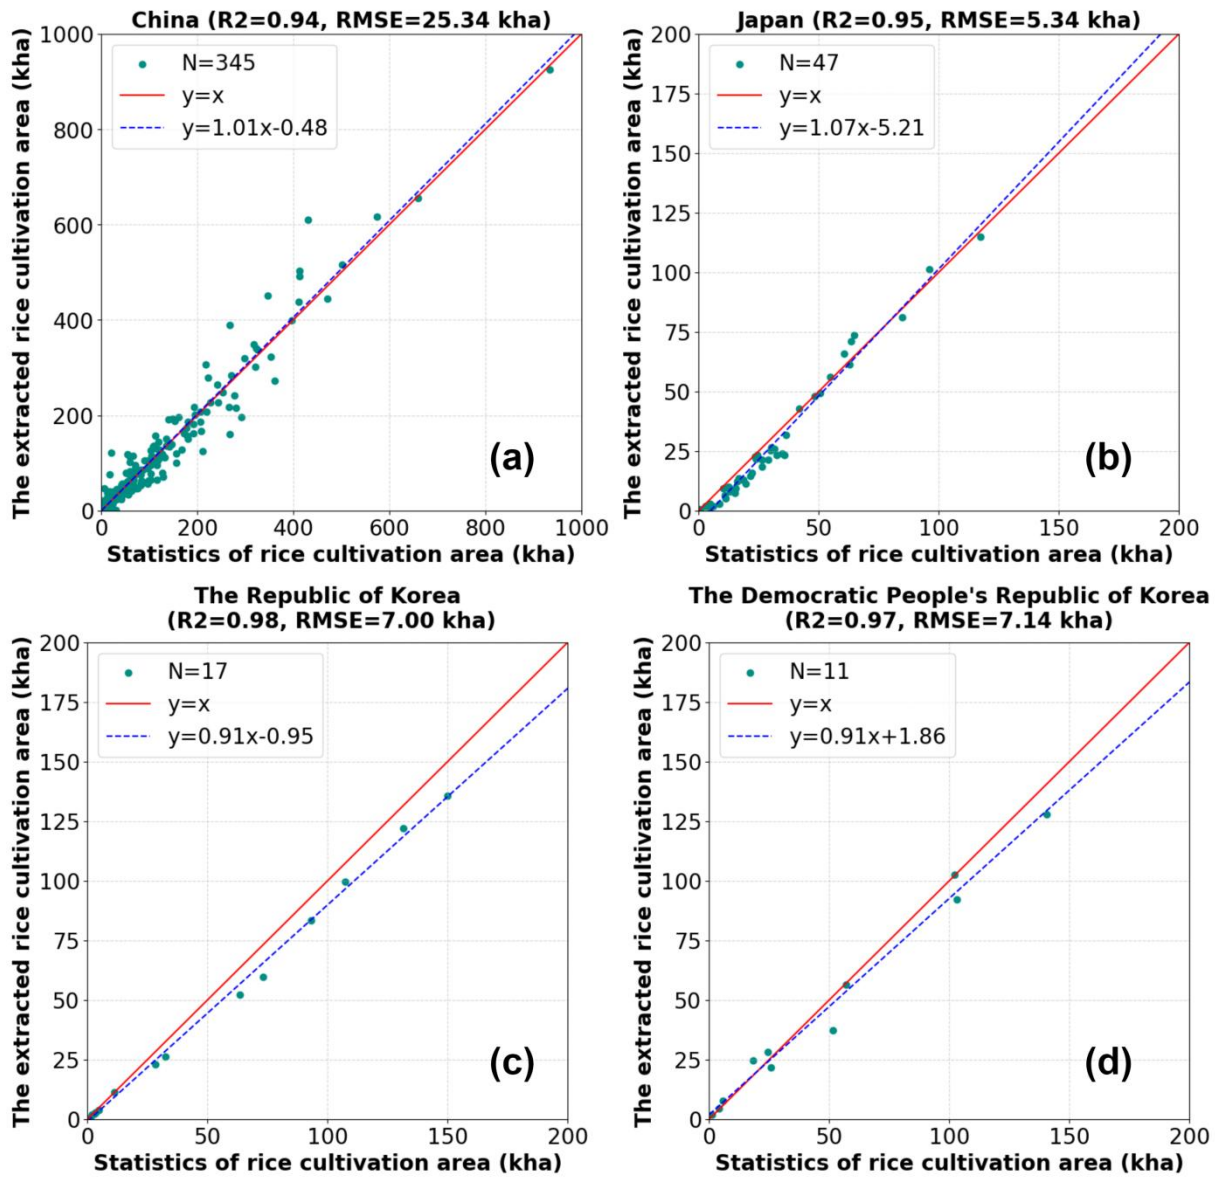 China (R2=0.94, RMSE=25.34 kha)
The extracted rice cultivation area (kha)
1000
800
600
400
200
0
N=345
y=x
y=1.01x-0.48
(a)
0 200 400 600 800 1000
Statistics of rice cultivation area (kha)
Japan (R2=0.95, RMSE=5.34 kha)
The extracted rice cultivation area (kha)
200
175
150
125
100
75
50
25
0
N=47
y=x
y=1.07x-5.21
(b)
0 50 100 150 200
Statistics of rice cultivation area (kha)
The Republic of Korea
(R2=0.98, RMSE=7.00 kha)
The extracted rice cultivation area (kha)
200
175
150
125
100
75
50
25
0
N=17
y=x
y=0.91x-0.95
(c)
0 50 100 150 200
Statistics of rice cultivation area (kha)
The Democratic People's Republic of Korea
(R2=0.97, RMSE=7.14 kha)
The extracted rice cultivation area (kha)
200
175
150
125
100
75
50
25
0
N=11
y=x
y=0.91x+1.86
(d)
0 50 100 150 200
Statistics of rice cultivation area (kha)